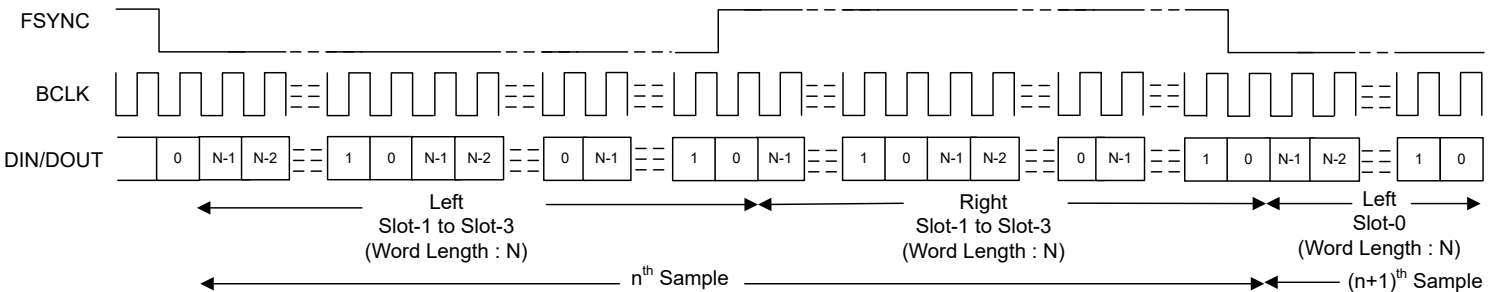 FSYNC
BCLK
DIN/DOUT
0 N-1 N-2 1 0 N-1 N-2 0 N-1 1 0 N-1 1 0 N-1 N-2 0 N-1 1 0 N-1 N-2 1 0
Left
Slot-1 to Slot-3
(Word Length : N)
Right
Slot-1 to Slot-3
(Word Length : N)
Left
Slot-0
(Word Length : N)
nth Sample
(n+1)th Sample